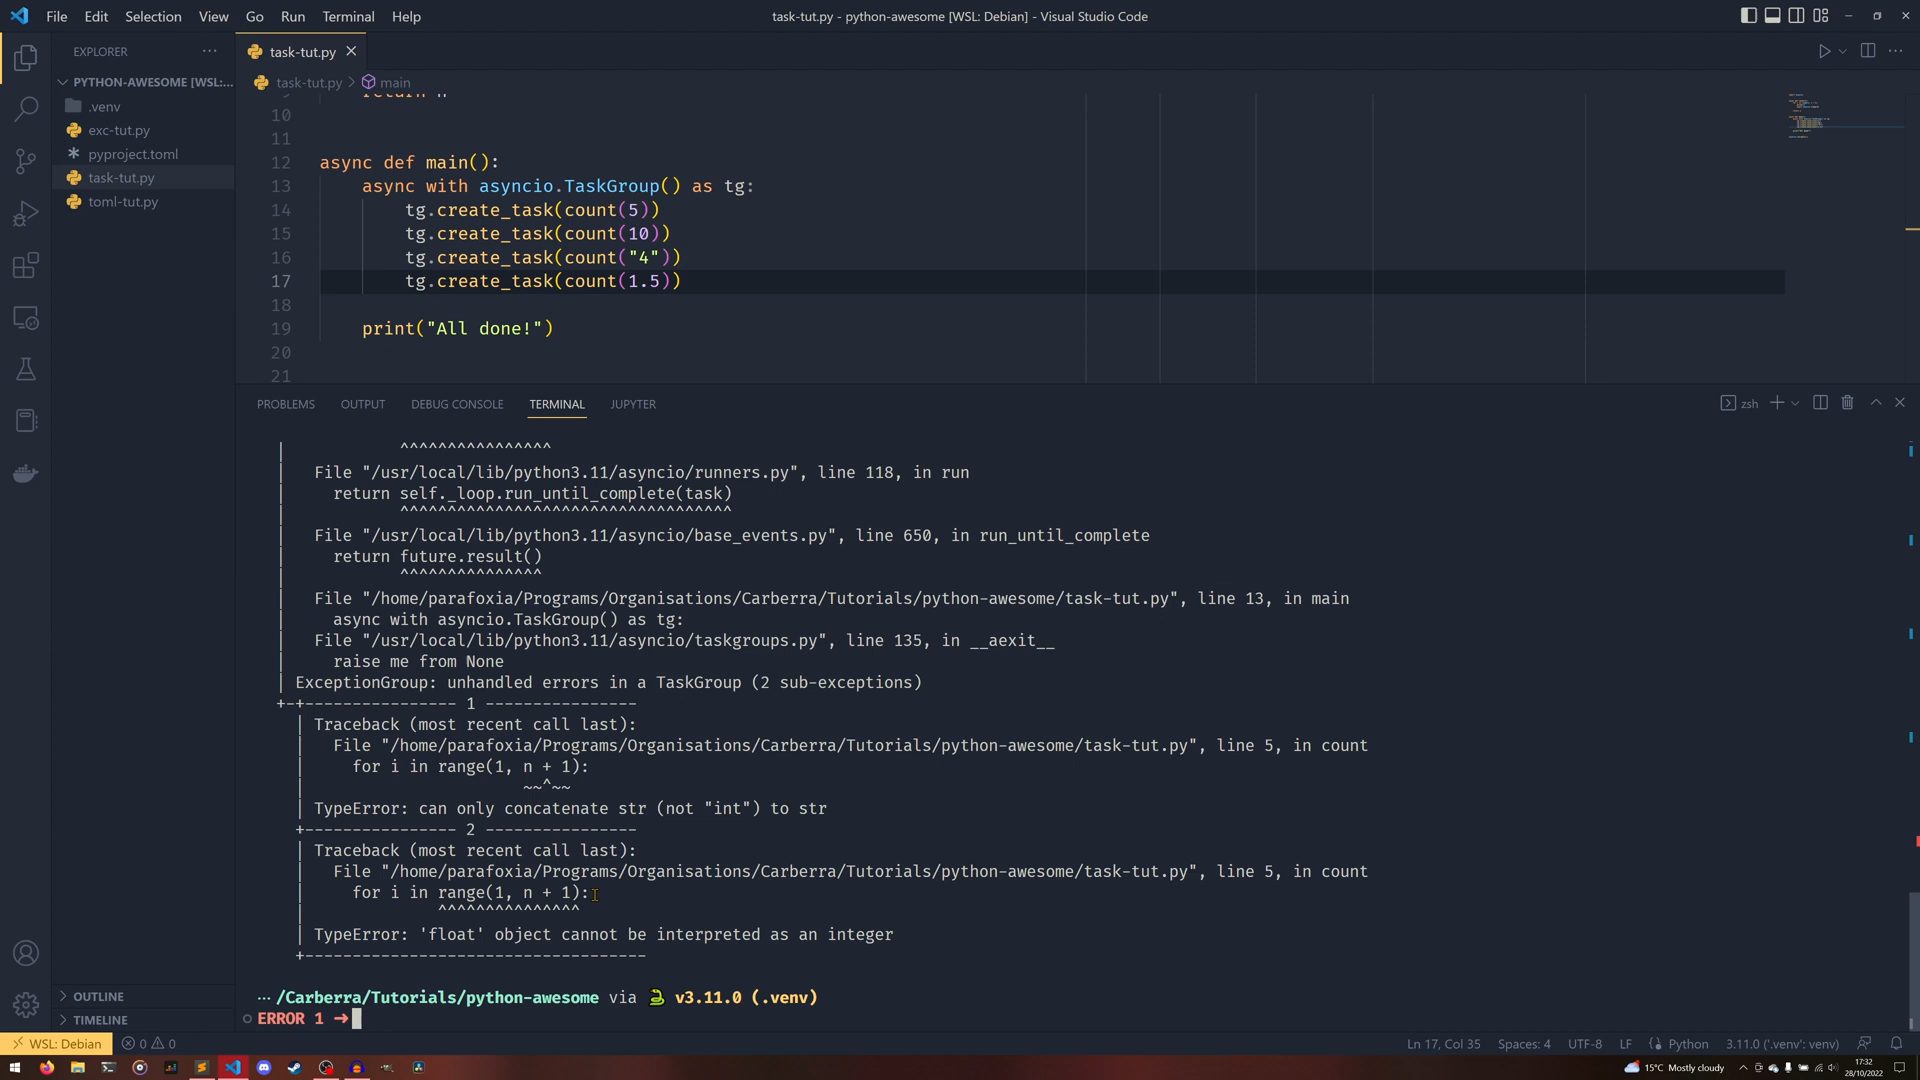 File Edit Selection View Go Run Terminal Help
task-tut.py - python-awesome [WSL: Debian] - Visual Studio Code
EXPLORER
PYTHON-AWESOME [WSL:...
.venv
exc-tut.py
pyproject.toml
task-tut.py
toml-tut.py
OUTLINE
TIMELINE
task-tut.py
task-tut.py > main
10
11
12 async def main():
13 async with asyncio.TaskGroup() as tg:
14 tg.create_task(count(5))
15 tg.create_task(count(10))
16 tg.create_task(count("4"))
17 tg.create_task(count(1.5))
18
19 print("All done!")
20
21
PROBLEMS OUTPUT DEBUG CONSOLE TERMINAL JUPYTER
zsh
| ^^^^^^^^^^^^^^^^
| File "/usr/local/lib/python3.11/asyncio/runners.py", line 118, in run
| return self._loop.run_until_complete(task)
| ^^^^^^^^^^^^^^^^^^^^^^^^^^^^^^^^^^^
| File "/usr/local/lib/python3.11/asyncio/base_events.py", line 650, in run_until_complete
| return future.result()
| ^^^^^^^^^^^^^^^
| File "/home/parafoxia/Programs/Organisations/Carberra/Tutorials/python-awesome/task-tut.py", line 13, in main
| async with asyncio.TaskGroup() as tg:
| File "/usr/local/lib/python3.11/asyncio/taskgroups.py", line 135, in __aexit__
| raise me from None
| ExceptionGroup: unhandled errors in a TaskGroup (2 sub-exceptions)
+-+---------------- 1 ----------------
| Traceback (most recent call last):
| File "/home/parafoxia/Programs/Organisations/Carberra/Tutorials/python-awesome/task-tut.py", line 5, in count
| for i in range(1, n + 1):
| ~~^~~
| TypeError: can only concatenate str (not "int") to str
+---------------- 2 ----------------
| Traceback (most recent call last):
| File "/home/parafoxia/Programs/Organisations/Carberra/Tutorials/python-awesome/task-tut.py", line 5, in count
| for i in range(1, n + 1):
| ^^^^^^^^^^^^^^^
| TypeError: 'float' object cannot be interpreted as an integer
+------------------------------------
... /Carberra/Tutorials/python-awesome via v3.11.0 (.venv)
ERROR 1 ➜
WSL: Debian 0 0
Ln 17, Col 35 Spaces: 4 UTF-8 LF Python 3.11.0 ('.venv': venv)
15°C Mostly cloudy
17:32
28/10/2022